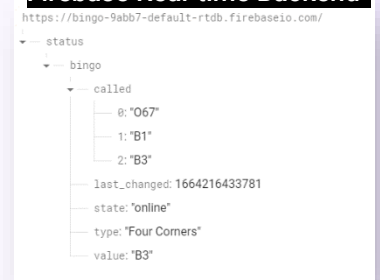 Firebase Real-time Backend
https://bingo-9abb7-default-rtdb.firebaseio.com/
status
bingo
called
0: "O67"
1: "B1"
2: "B3"
last_changed: 1664216433781
state: "online"
type: "Four Corners"
value: "B3"